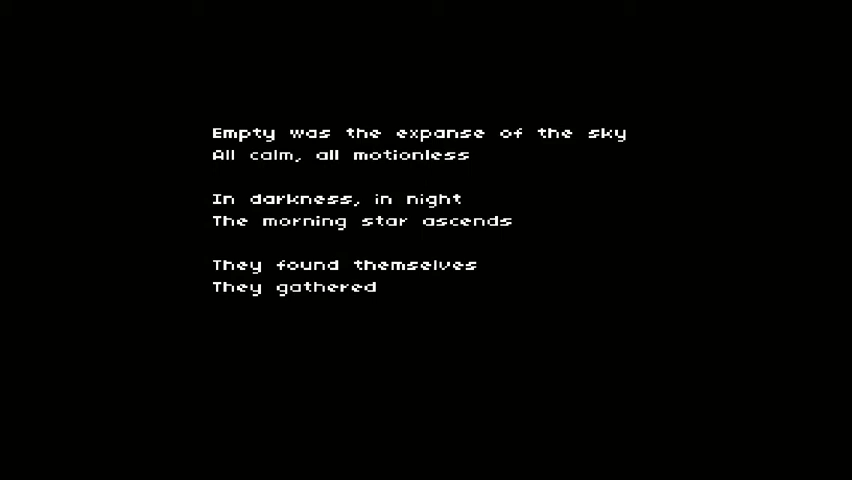 Empty was the expanse of the sky
All calm, all motionless
In darkness, in night
The morning star ascends
They found themselves
They gathered